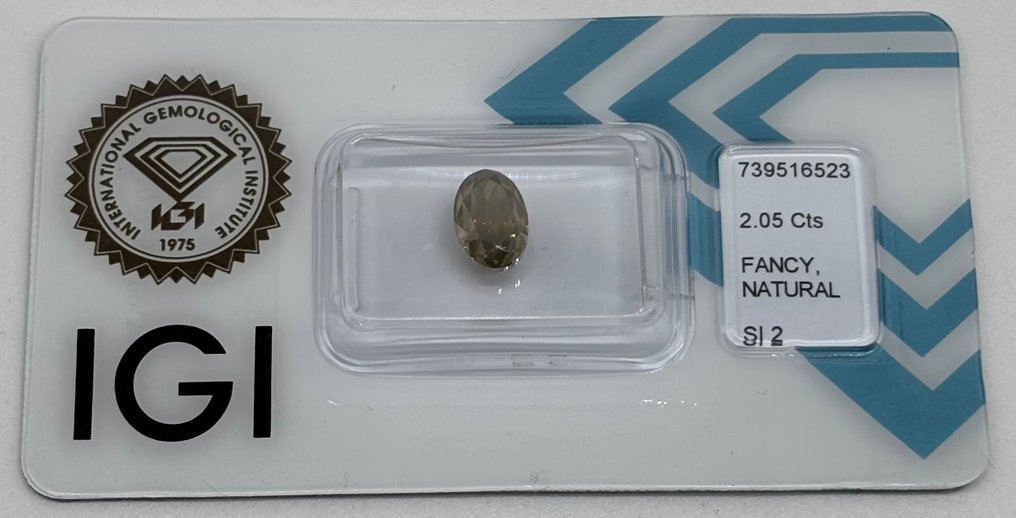 INTERNATIONAL GEMOLOGICAL INSTITUTE
IGI
1975
IGI
739516523
2.05 Cts
FANCY,
NATURAL
SI 2